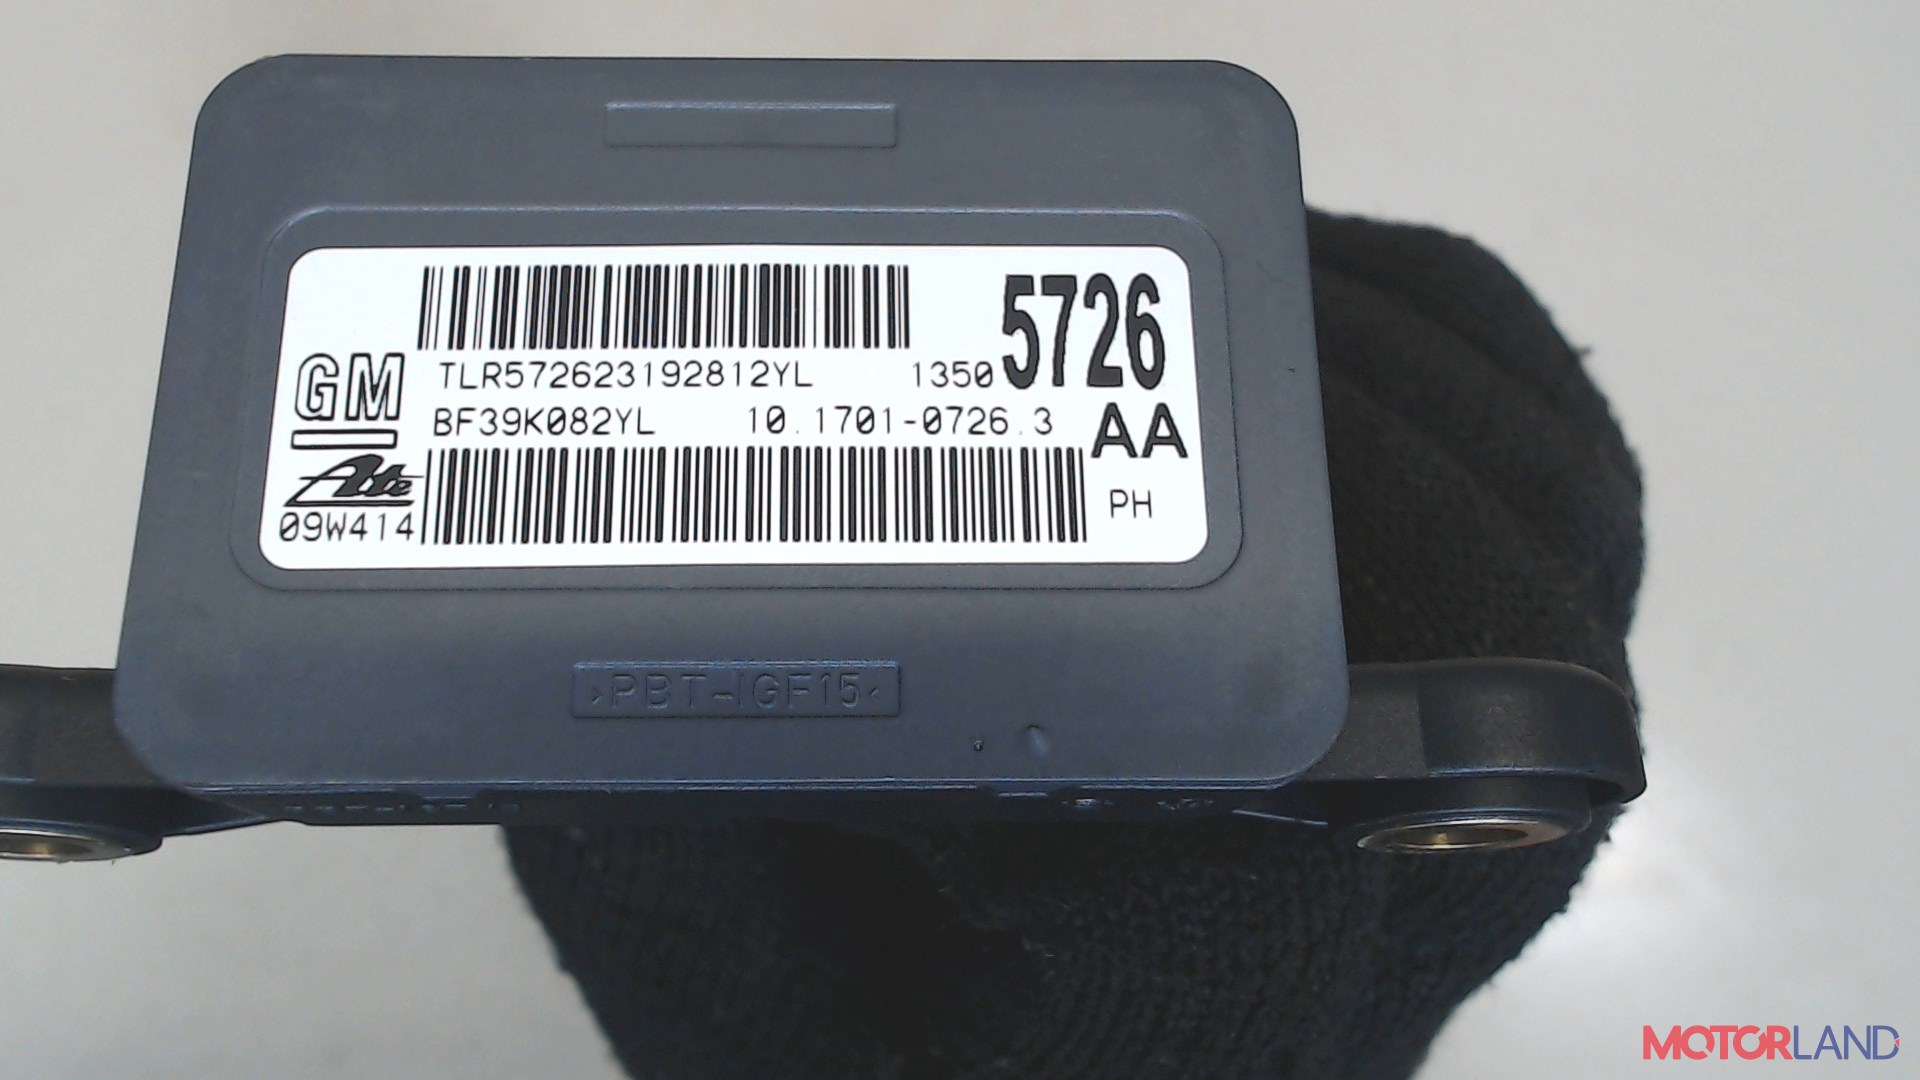 5726
TLR572623192812YL 1350
GM
BF39K082YL 10.1701-0726.3 AA
Ate
09W414
PH
>PBT-IGF15<
MOTORLAND